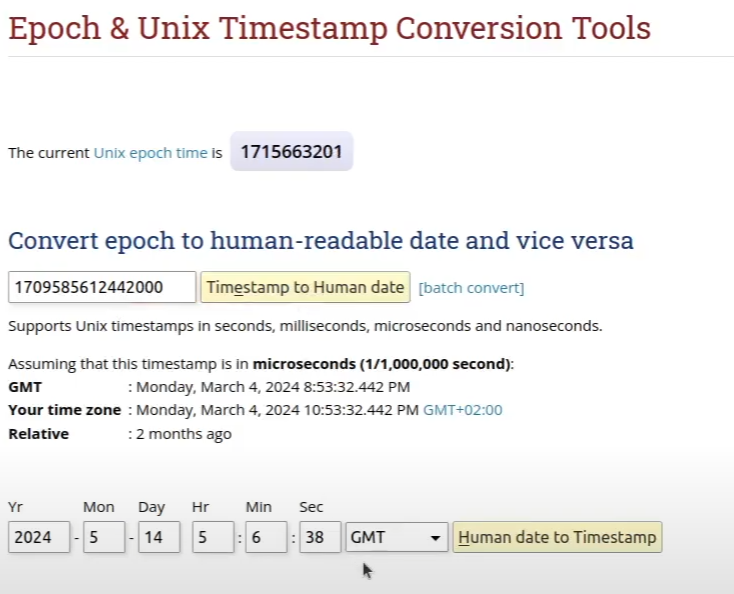 Epoch & Unix Timestamp Conversion Tools
The current Unix epoch time is 1715663201
Convert epoch to human-readable date and vice versa
1709585612442000 Timestamp to Human date [batch convert]
Supports Unix timestamps in seconds, milliseconds, microseconds and nanoseconds.
Assuming that this timestamp is in microseconds (1/1,000,000 second):
GMT : Monday, March 4, 2024 8:53:32.442 PM
Your time zone : Monday, March 4, 2024 10:53:32.442 PM GMT+02:00
Relative : 2 months ago
Yr Mon Day Hr Min Sec
2024 - 5 - 14 5 : 6 : 38 GMT Human date to Timestamp